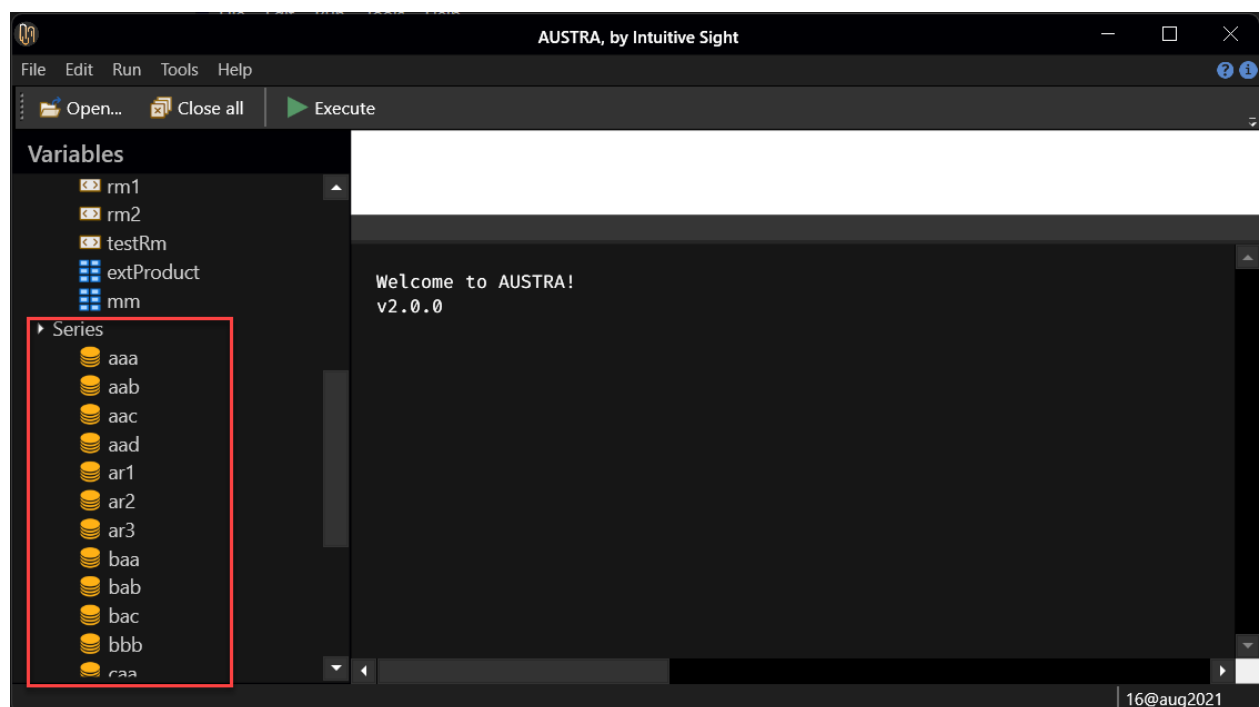 AUSTRA, by Intuitive Sight
File Edit Run Tools Help
Open... Close all Execute
Variables
rm1
rm2
testRm
extProduct
mm
Series
aaa
aab
aac
aad
ar1
ar2
ar3
baa
bab
bac
bbb
caa
Welcome to AUSTRA!
v2.0.0
16@aug2021